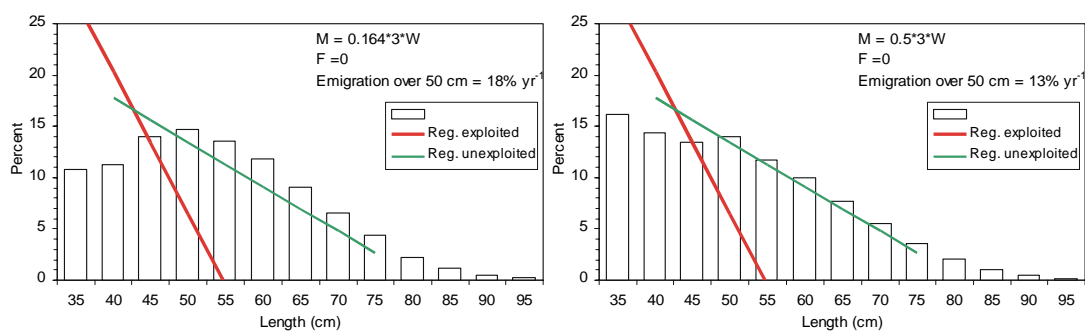 25
20
15
10
5
0
Percent
M = 0.164*3*W
F =0
Emigration over 50 cm = 18% yr⁻¹
Reg. exploited
Reg. unexploited
35 40 45 50 55 60 65 70 75 80 85 90 95
Length (cm)
25
20
15
10
5
0
Percent
M = 0.5*3*W
F =0
Emigration over 50 cm = 13% yr⁻¹
Reg. exploited
Reg. unexploited
35 40 45 50 55 60 65 70 75 80 85 90 95
Length (cm)